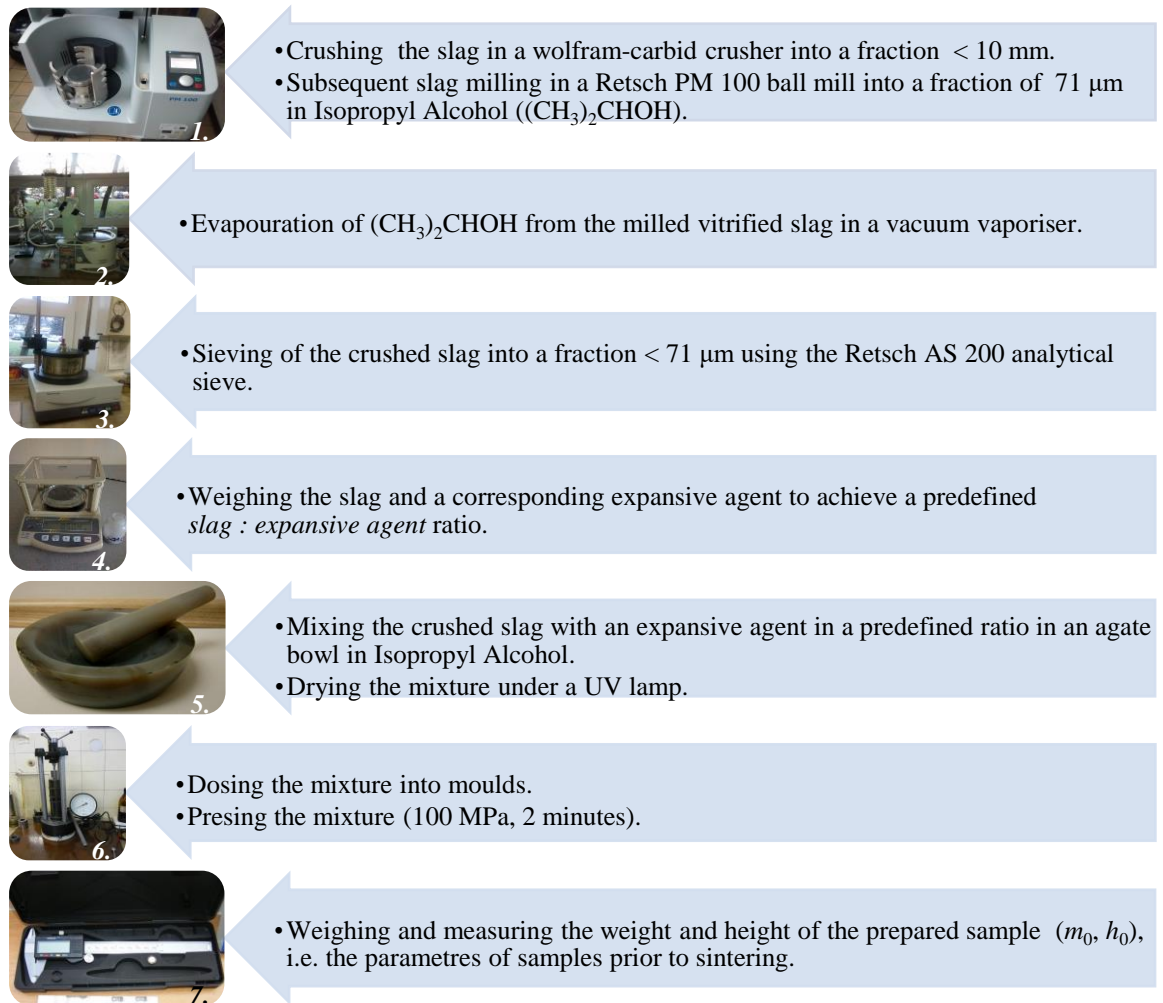 •Crushing the slag in a wolfram-carbid crusher into a fraction < 10 mm.
•Subsequent slag milling in a Retsch PM 100 ball mill into a fraction of 71 μm
in Isopropyl Alcohol ((CH₃)₂CHOH).
PM 100
1.
•Evapouration of (CH₃)₂CHOH from the milled vitrified slag in a vacuum vaporiser.
2.
•Sieving of the crushed slag into a fraction < 71 μm using the Retsch AS 200 analytical
sieve.
3.
•Weighing the slag and a corresponding expansive agent to achieve a predefined
slag : expansive agent ratio.
4.
•Mixing the crushed slag with an expansive agent in a predefined ratio in an agate
bowl in Isopropyl Alcohol.
•Drying the mixture under a UV lamp.
5.
•Dosing the mixture into moulds.
•Presing the mixture (100 MPa, 2 minutes).
6.
•Weighing and measuring the weight and height of the prepared sample (m₀, h₀),
i.e. the parametres of samples prior to sintering.
7.